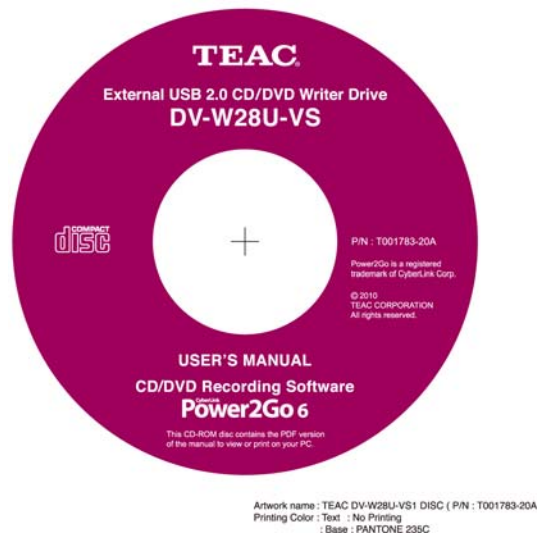 TEAC®
External USB 2.0 CD/DVD Writer Drive
DV-W28U-VS
COMPACT
disc
P/N : T001783-20A
Power2Go is a registered
trademark of CyberLink Corp.
© 2010
TEAC CORPORATION
All rights reserved.
USER'S MANUAL
CD/DVD Recording Software
CyberLink
Power2Go 6
This CD-ROM disc contains the PDF version
of the manual to view or print on your PC.
Artwork name : TEAC DV-W28U-VS1 DISC ( P/N : T001783-20A
Printing Color : Text : No Printing
: Base : PANTONE 235C